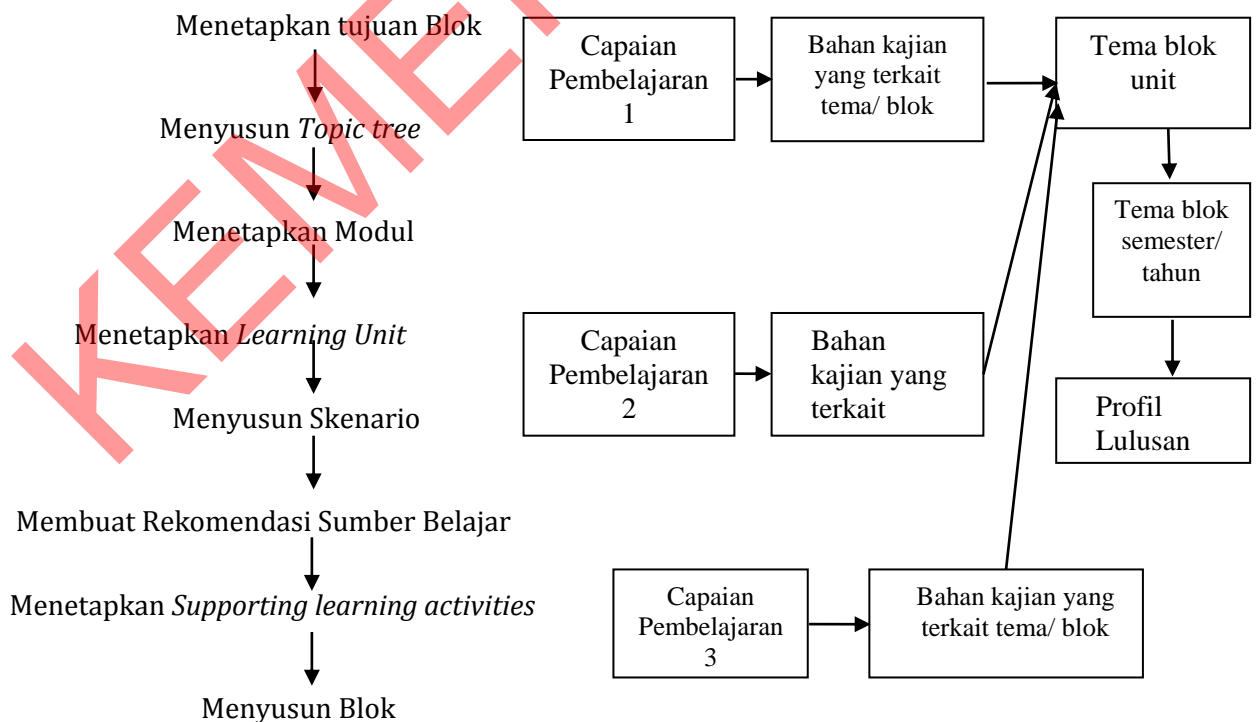 Menetapkan tujuan Blok
Menyusun Topic tree
Menetapkan Modul
Menetapkan Learning Unit
Menyusun Skenario
Membuat Rekomendasi Sumber Belajar
Menetapkan Supporting learning activities
Menyusun Blok
Capaian
Pembelajaran
1
Bahan kajian
yang terkait
tema/ blok
Tema blok
unit
Tema blok
semester/
tahun
Profil
Lulusan
Capaian
Pembelajaran
2
Bahan
kajian yang
terkait
Capaian
Pembelajaran
3
Bahan kajian yang
terkait tema/ blok
KEME